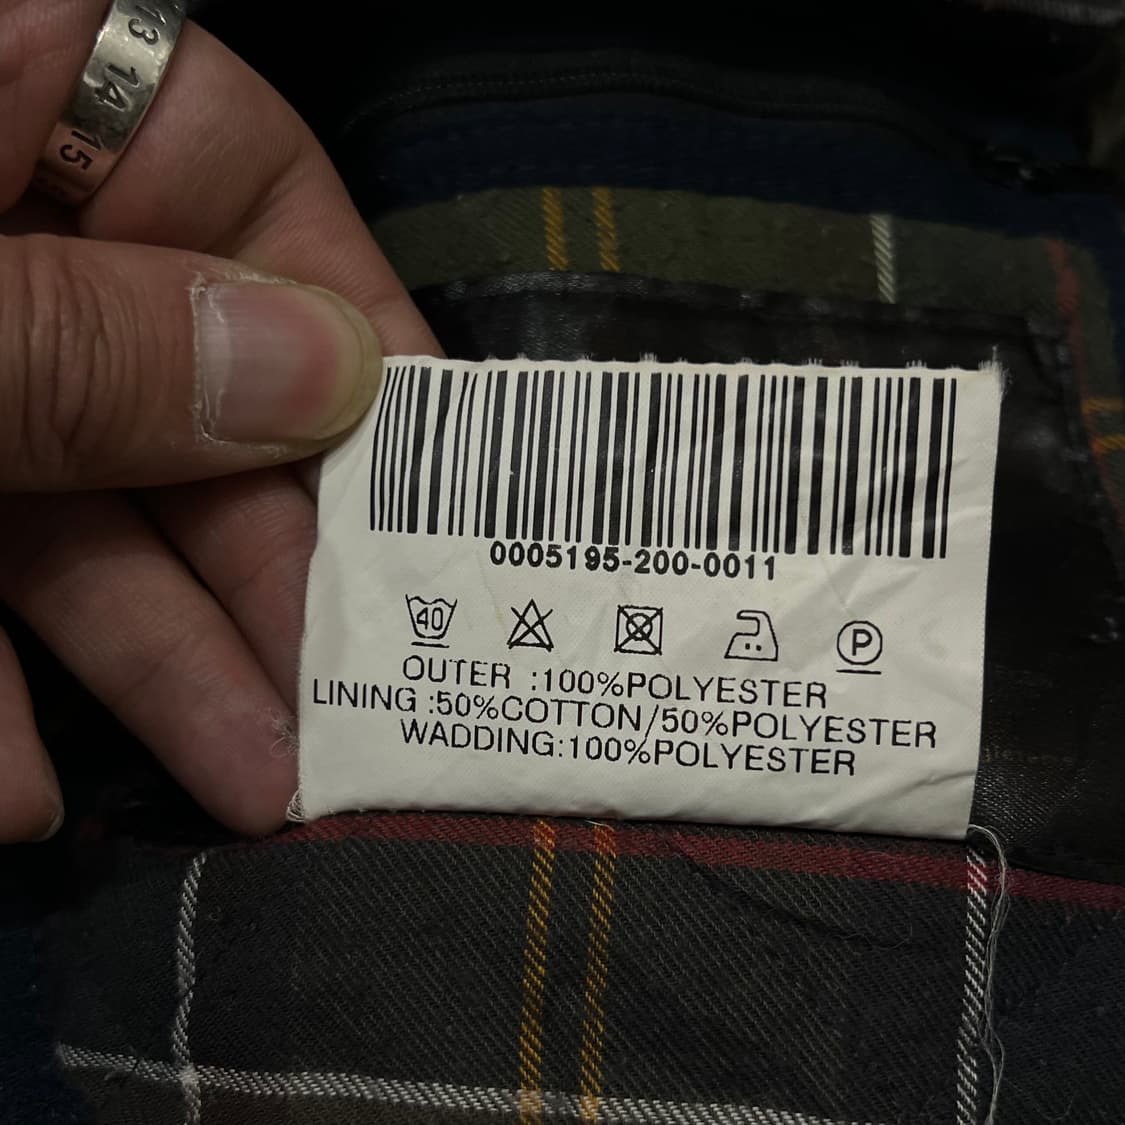 13 14 15
0005195-200-0011
40
P
OUTER :100%POLYESTER
LINING :50%COTTON/50%POLYESTER
WADDING:100%POLYESTER